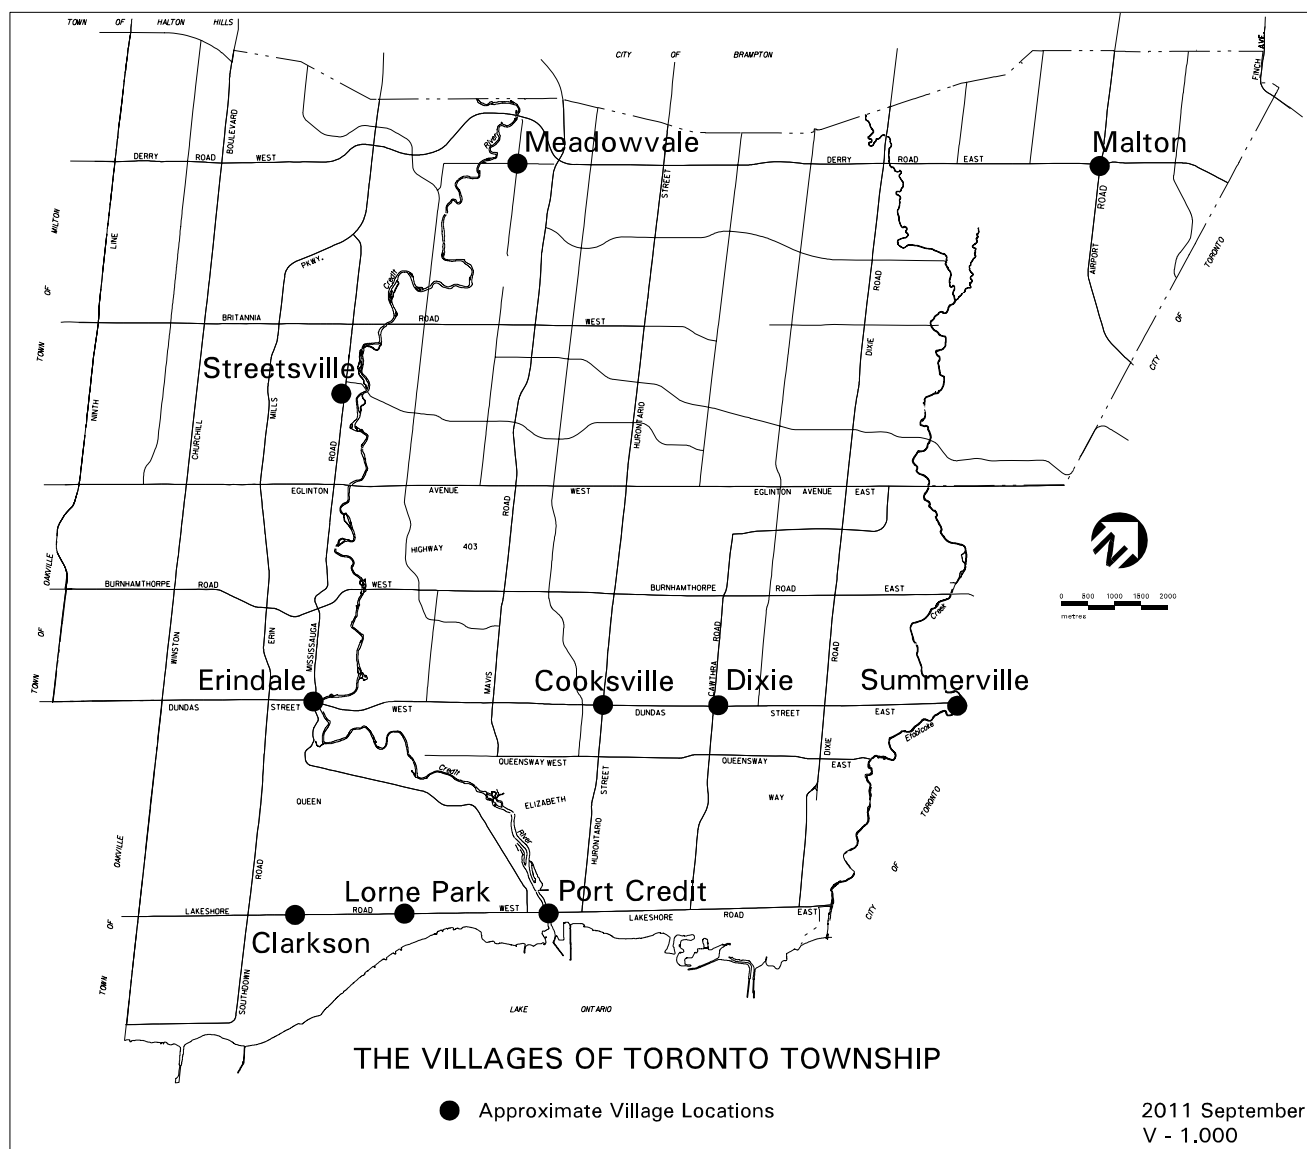 TOWN OF HALTON HILLS
CITY OF BRAMPTON
FINCH AVE.
BOULEVARD
River
Meadowvale
Malton
DERRY ROAD WEST
DERRY ROAD EAST
STREET
ROAD
MILTON
LINE
PKWY.
Credit
ROAD
AIRPORT
TORONTO
OF
BRITANNIA ROAD WEST
OF
TOWN
DIXIE
CITY
Streetsville
NINTH
CHURCHILL
MILLS
ROAD
HURONTARIO
EGLINTON AVENUE WEST
EGLINTON AVENUE EAST
ROAD
HIGHWAY 403
N
OAKVILLE
BURNHAMTHORPE ROAD WEST
BURNHAMTHORPE ROAD EAST
0 800 1000 1500 2000
metres
Creek
OF
WINSTON
ERIN
MISSISSAUGA
ROAD
ROAD
TOWN
Erindale
MAVIS
Cooksville
CAWTHRA
Dixie
Summerville
DUNDAS STREET WEST
DUNDAS STREET EAST
Etobicoke
DIXIE
QUEENSWAY WEST
QUEENSWAY EAST
Credit
STREET
QUEEN ELIZABETH WAY
TORONTO
River
OAKVILLE
ROAD
HURONTARIO
OF
Lorne Park
Port Credit
LAKESHORE ROAD WEST
LAKESHORE ROAD EAST
CITY
OF
Clarkson
TOWN
SOUTHDOWN
LAKE ONTARIO
THE VILLAGES OF TORONTO TOWNSHIP
Approximate Village Locations
2011 September
V - 1.000